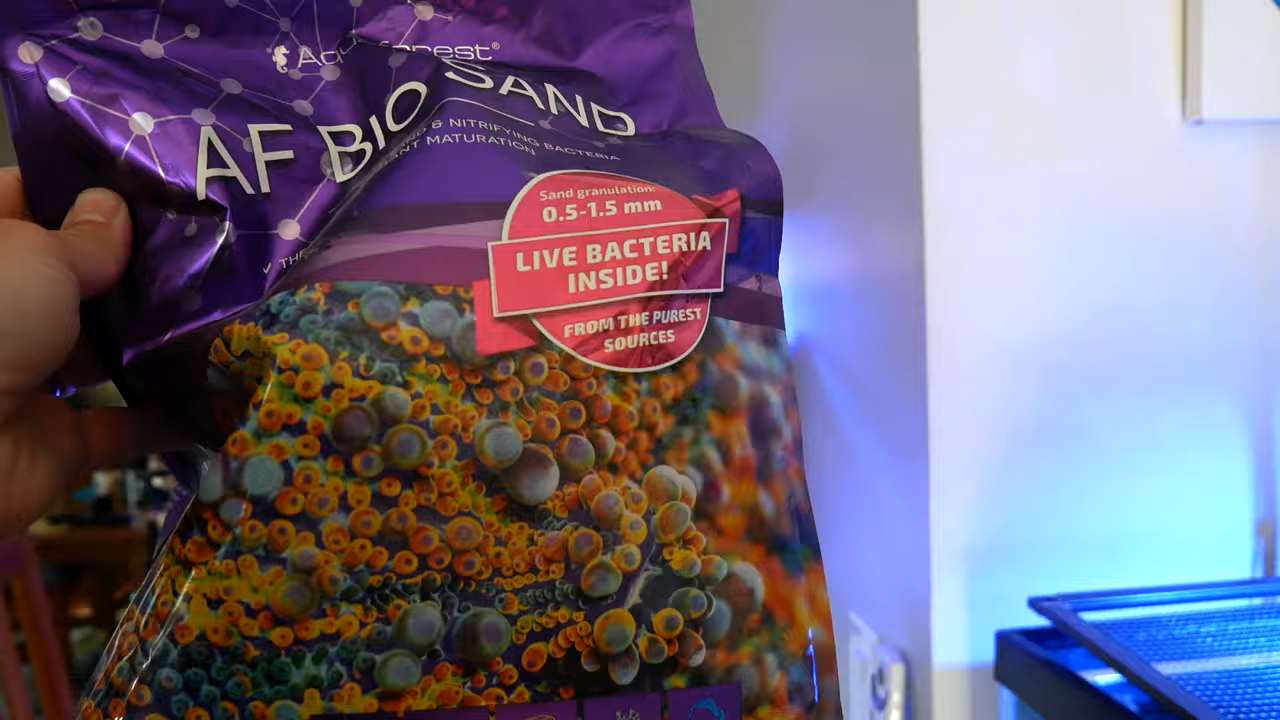 Aquaforest®
AF BIO SAND
& NITRIFYING BACTERIA
MATURATION
Sand granulation:
0.5-1.5 mm
LIVE BACTERIA
INSIDE!
FROM THE PUREST
SOURCES